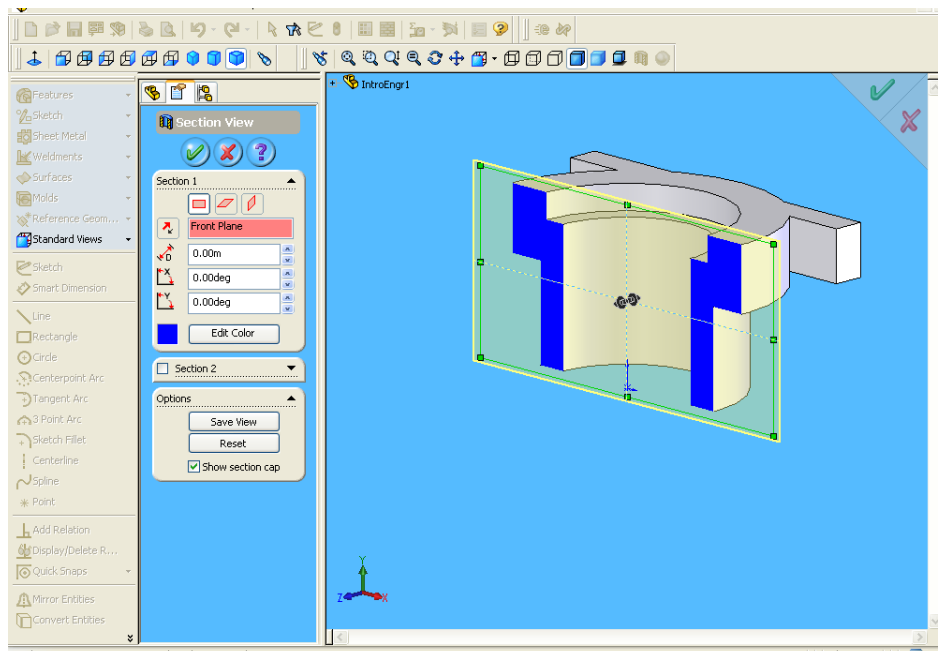 IntroEngr1
Features
Sketch
Sheet Metal
Weldments
Surfaces
Molds
Reference Geom...
Standard Views
Sketch
Smart Dimension
Line
Rectangle
Circle
Centerpoint Arc
Tangent Arc
3 Point Arc
Sketch Fillet
Centerline
Spline
Point
Add Relation
Display/Delete R...
Quick Snaps
Mirror Entities
Convert Entities
Section View
Section 1
Front Plane
D 0.00m
X 0.00deg
Y 0.00deg
Edit Color
Section 2
Options
Save View
Reset
Show section cap
Y
Z X